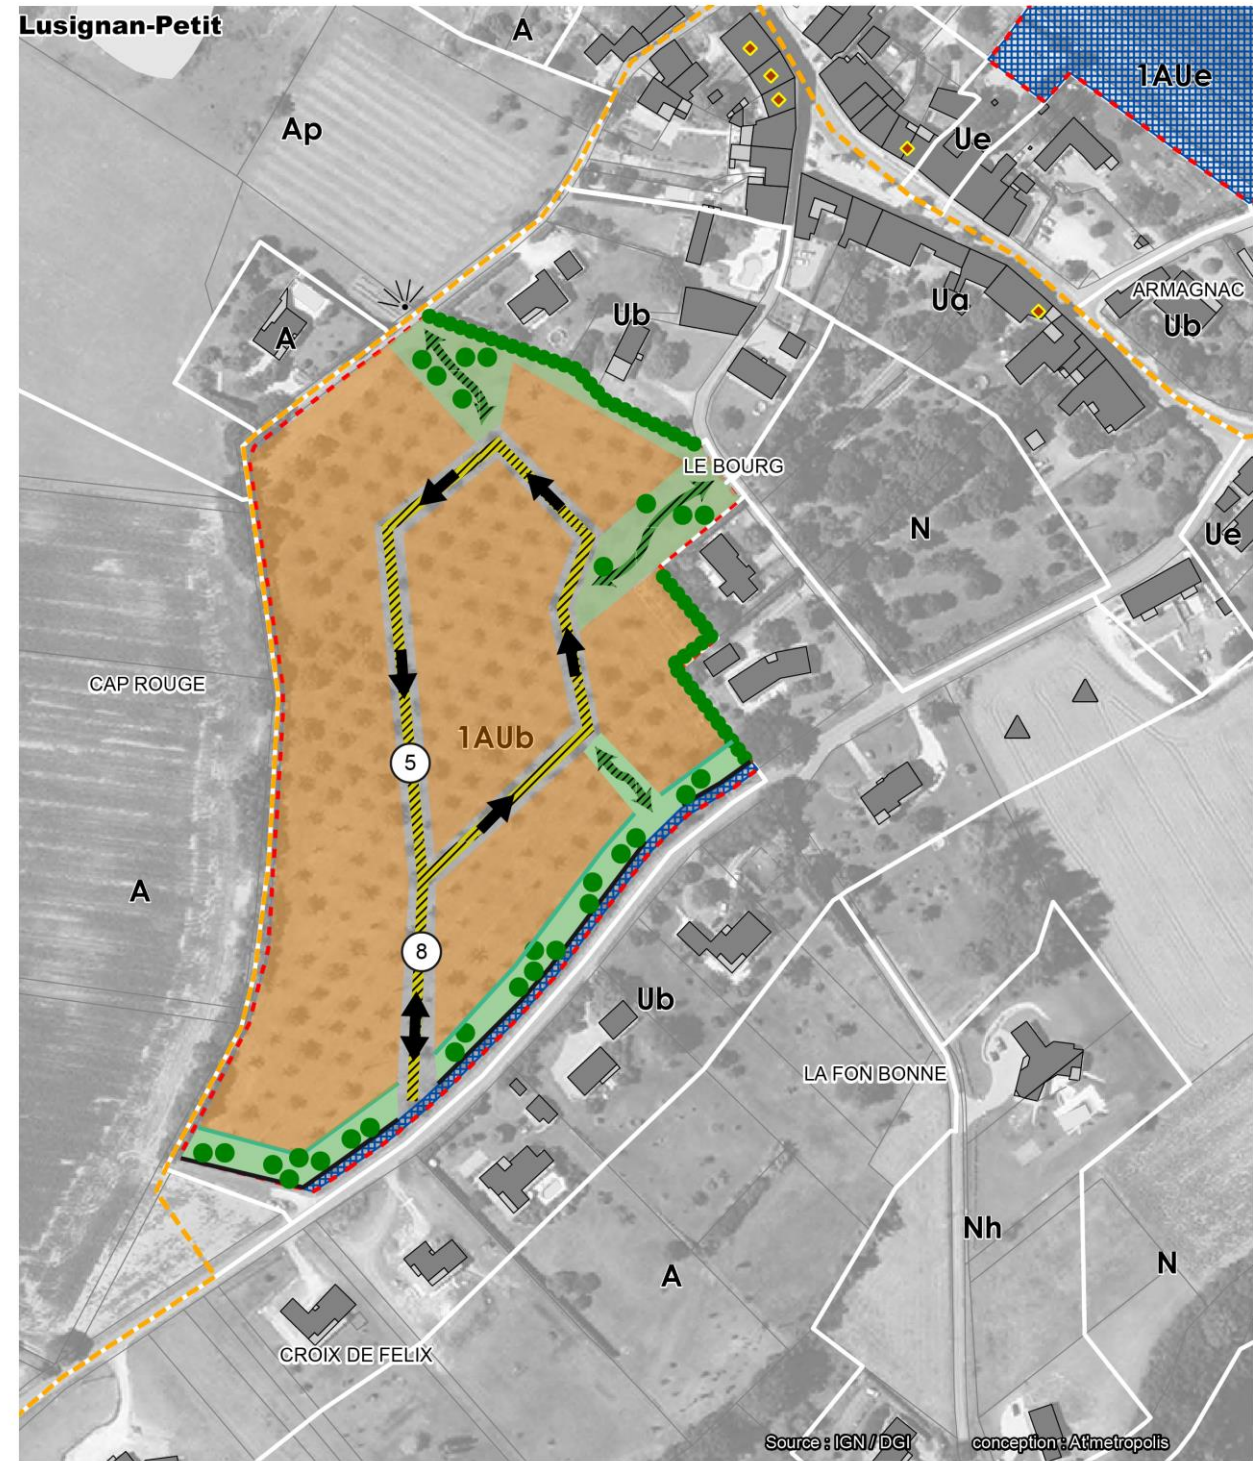 Lusignan-Petit
A
1AUe
Ap
Ue
ARMAGNAC
Ua
Ub
Ub
A
LE BOURG
N
Ue
CAP ROUGE
1AUb
5
A
8
Ub
LA FON BONNE
Nh
N
A
CROIX DE FELIX
Source : IGN / DGI
conception : At'metropolis